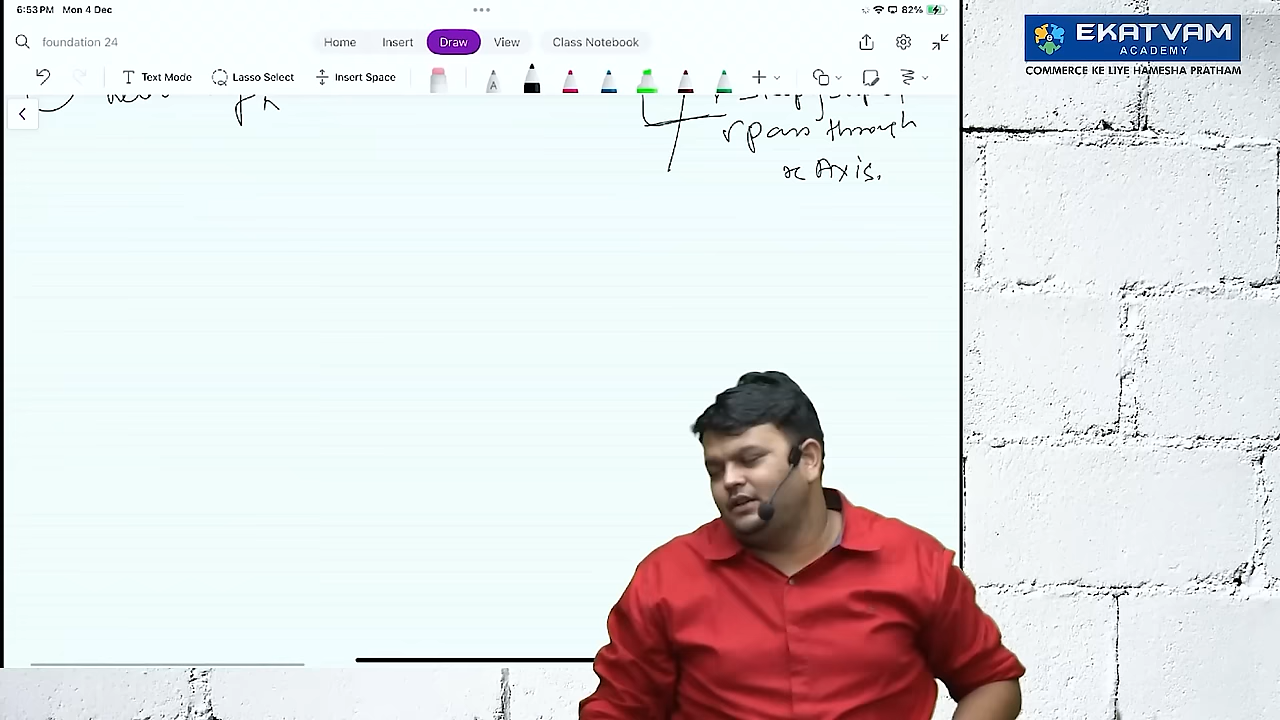 6:53 PM Mon 4 Dec
82%
foundation 24
Home Insert Draw View Class Notebook
Text Mode Lasso Select Insert Space
pass through
x Axis.
EKATVAM
ACADEMY
COMMERCE KE LIYE HAMESHA PRATHAM